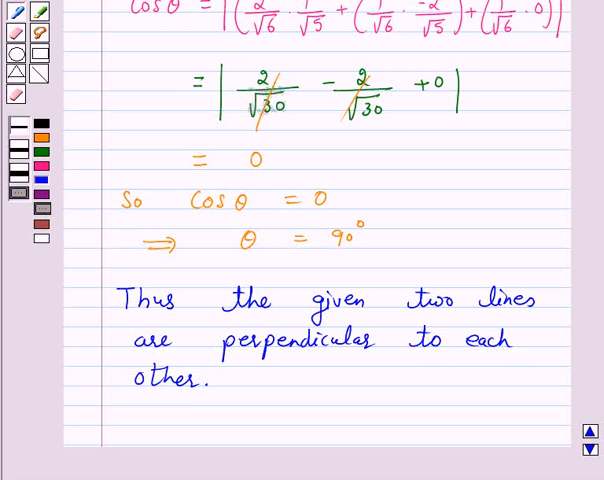 cos θ = |(2/√6 · 1/√5 + (1/√6 · -2/√5) + (1/√6 · 0)|
= | 2/√30 - 2/√30 + 0 |
= 0
So cos θ = 0
⇒ θ = 90°
Thus the given two lines
are perpendicular to each
other.